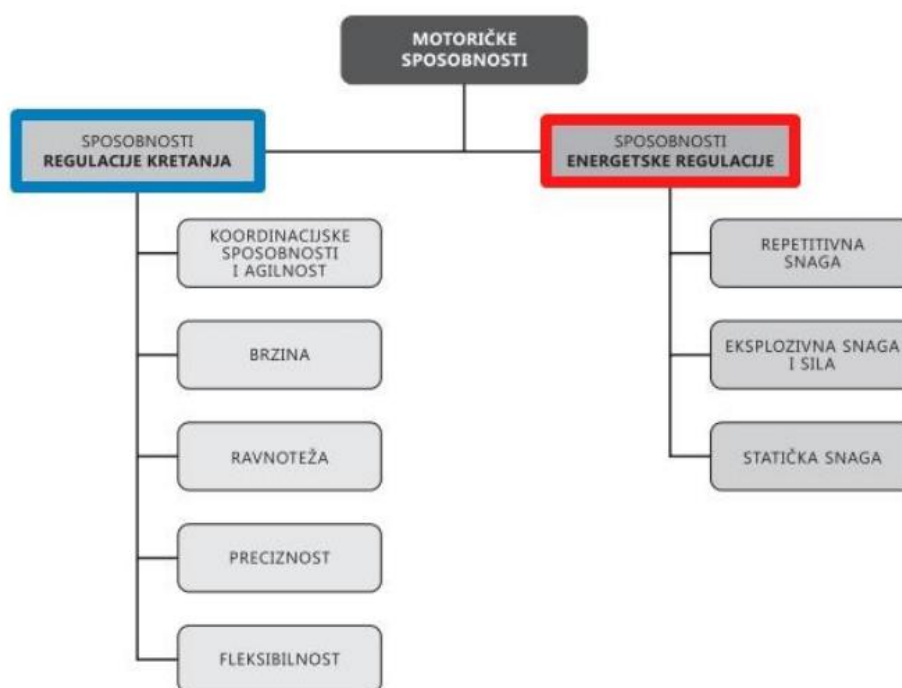 MOTORIČKE
SPOSOBNOSTI
SPOSOBNOSTI
REGULACIJE KRETANJA
SPOSOBNOSTI
ENERGETSKE REGULACIJE
KOORDINACIJSKE
SPOSOBNOSTI
I AGILNOST
BRZINA
RAVNOTEŽA
PRECIZNOST
FLEKSIBILNOST
REPETITIVNA
SNAGA
EKSPLOZIVNA SNAGA
I SILA
STATIČKA SNAGA